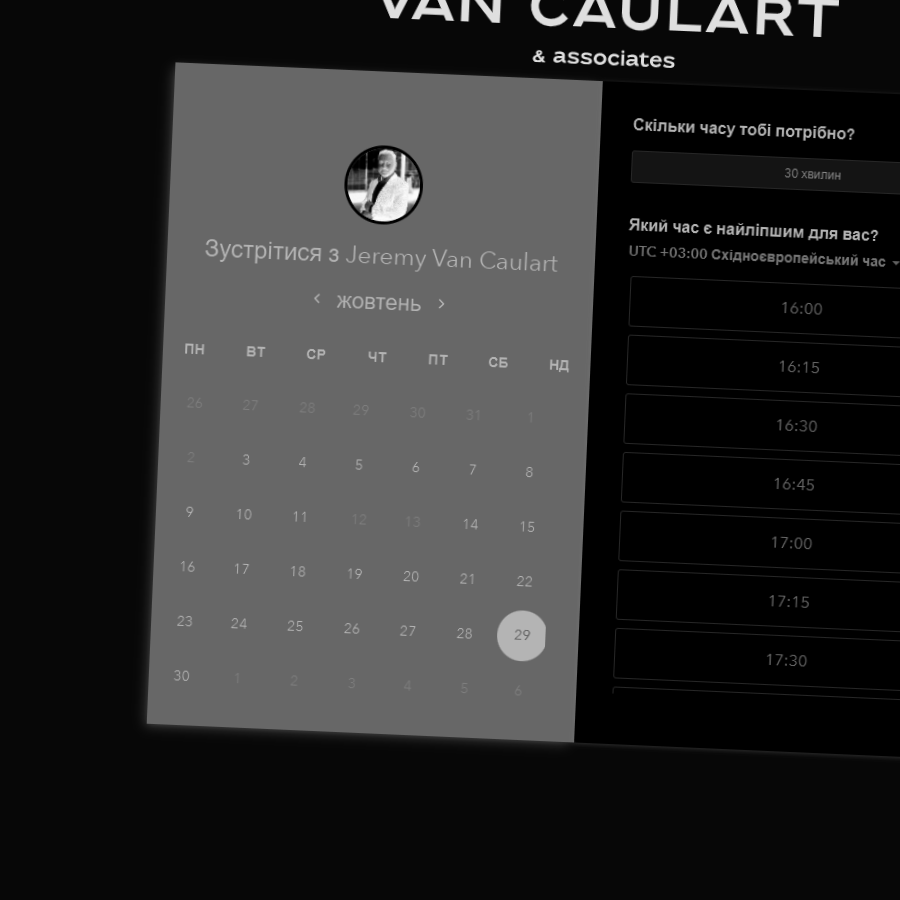 VAN CAULART
& associates
Зустрітися з Jeremy Van Caulart
жовтень
ПН ВТ СР ЧТ ПТ СБ НД
26 27 28 29 30 31 1
2 3 4 5 6 7 8
9 10 11 12 13 14 15
16 17 18 19 20 21 22
23 24 25 26 27 28 29
30 1 2 3 4 5 6
Скільки часу тобі потрібно?
30 хвилин
Який час є найліпшим для вас?
UTC +03:00 Східноєвропейський час
16:00
16:15
16:30
16:45
17:00
17:15
17:30